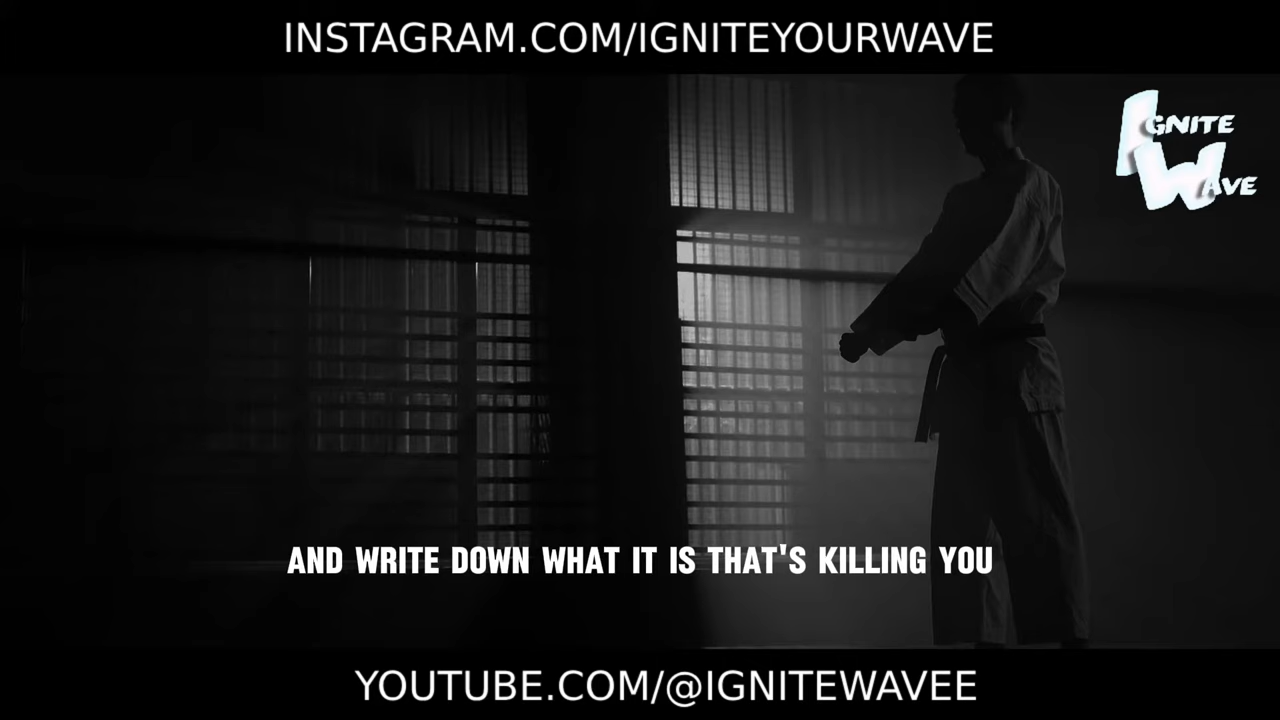 INSTAGRAM.COM/IGNITEYOURWAVE
IGNITE
WAVE
AND WRITE DOWN WHAT IT IS THAT'S KILLING YOU
YOUTUBE.COM/@IGNITEWAVEE